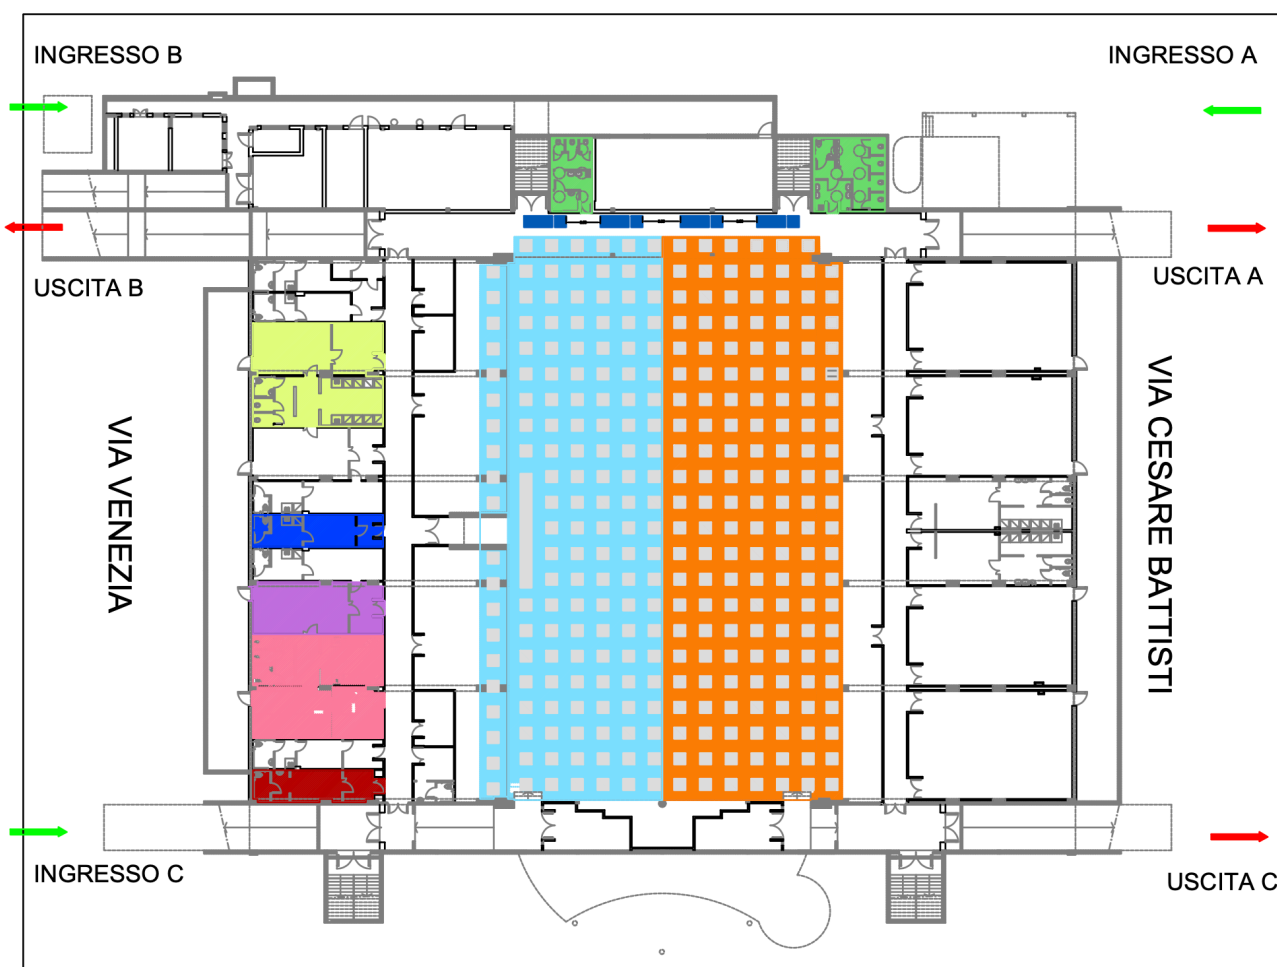 INGRESSO B
INGRESSO A
USCITA B
USCITA A
VIA VENEZIA
VIA CESARE BATTISTI
INGRESSO C
USCITA C